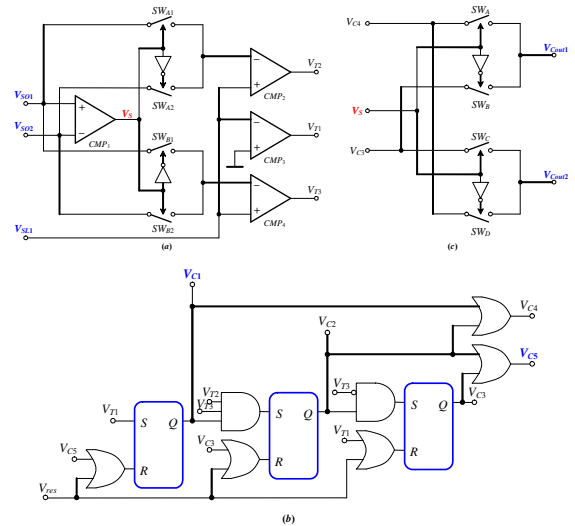 SW_A1
V_T2
CMP_2
SW_A2
V_SO1
V_SO2
V_S
CMP_1
SW_B1
V_T1
CMP_3
V_T3
CMP_4
SW_B2
V_SL1
(a)
V_C4
SW_A
V_Cout1
V_S
SW_B
V_C3
SW_C
V_Cout2
SW_D
(c)
V_C1
V_C2
V_C4
V_C5
V_C3
V_T2
V_T3
V_T3
V_T1
S Q
R
V_C5
V_res
S Q
R
V_C3
S Q
R
V_T1
(b)